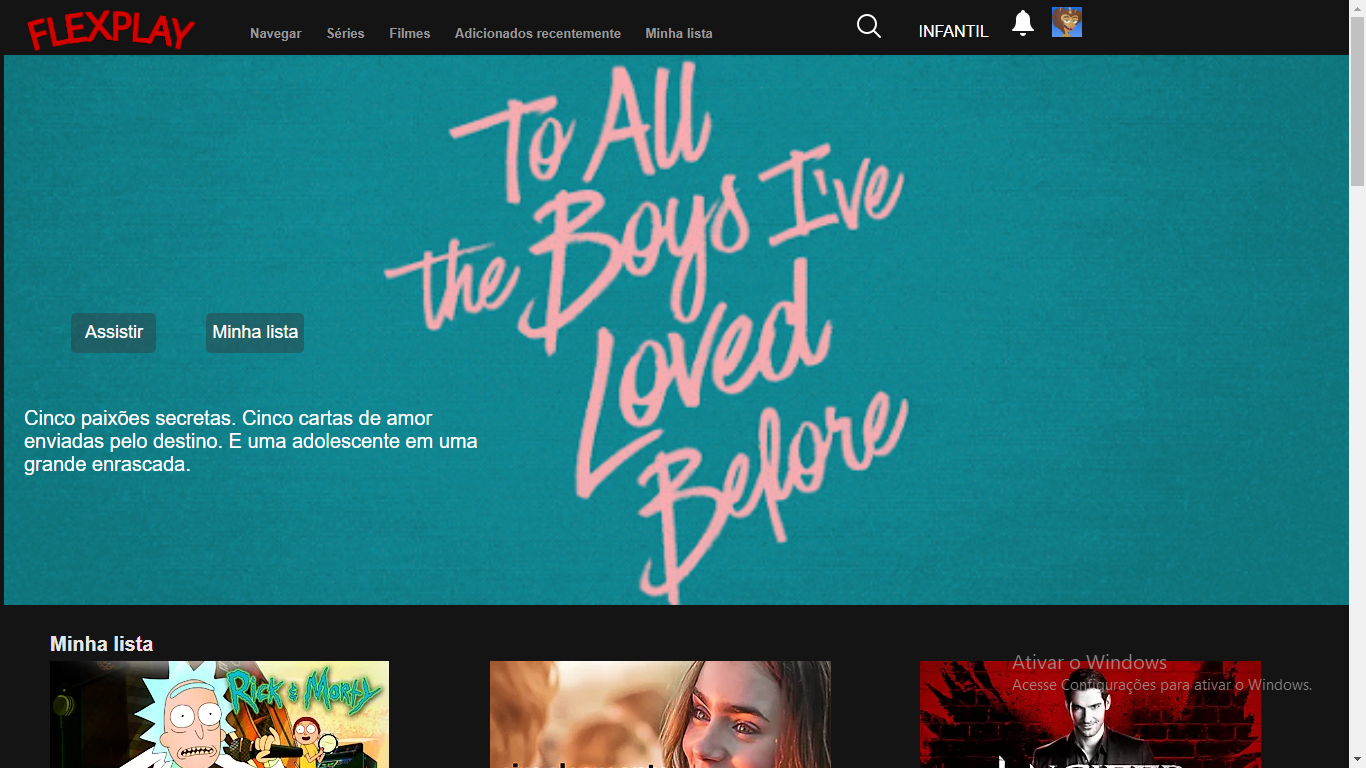 FLEXPLAY
Navegar Séries Filmes Adicionados recentemente Minha lista
INFANTIL
To All
the Boys I've
Loved
Before
Assistir Minha lista
Cinco paixões secretas. Cinco cartas de amor
enviadas pelo destino. E uma adolescente em uma
grande enrascada.
Minha lista
RICK & MORTY
Ativar o Windows
Acesse Configurações para ativar o Windows.